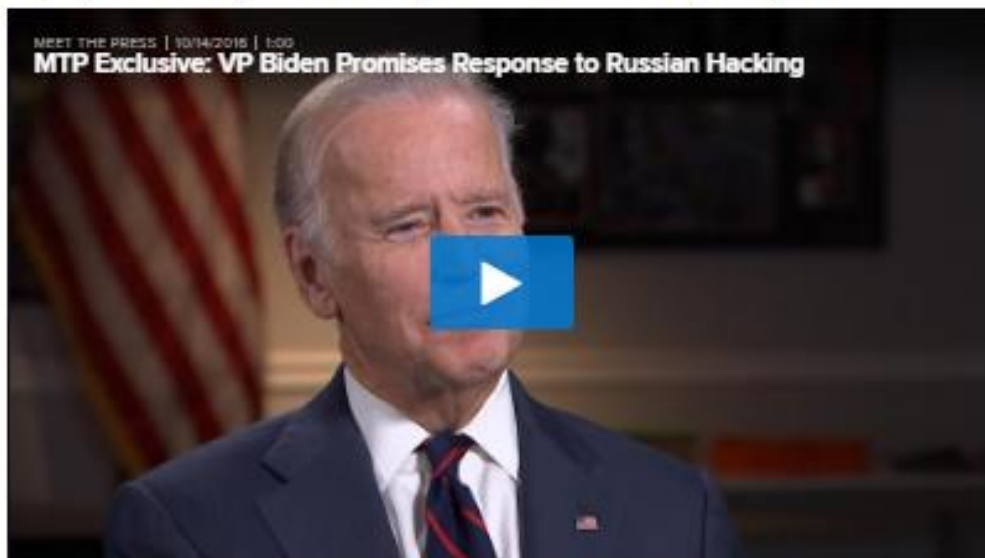 MEET THE PRESS | 10/14/2016 | 1:00
MTP Exclusive: VP Biden Promises Response to Russian Hacking